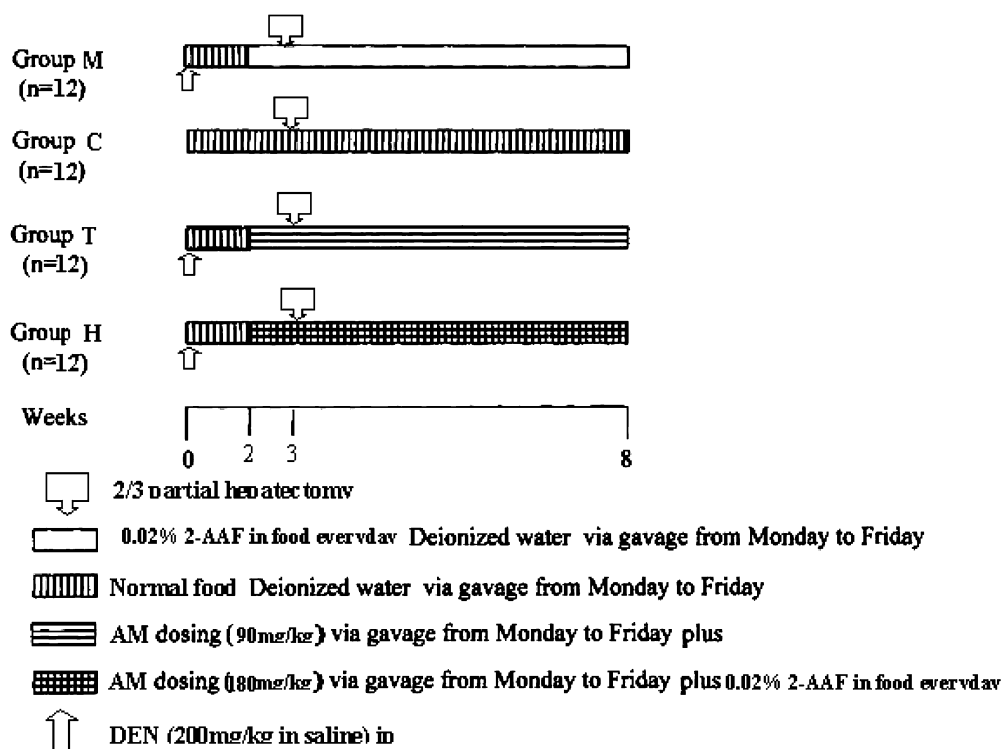 Group M
(n=12)
Group C
(n=12)
Group T
(n=12)
Group H
(n=12)
Weeks
0 2 3 8
2/3 partial hepatectomy
0.02% 2-AAF in food everyday Deionized water via gavage from Monday to Friday
Normal food Deionized water via gavage from Monday to Friday
AM dosing (90mg/kg) via gavage from Monday to Friday plus
AM dosing (180mg/kg) via gavage from Monday to Friday plus 0.02% 2-AAF in food everyday
DEN (200mg/kg in saline) ip